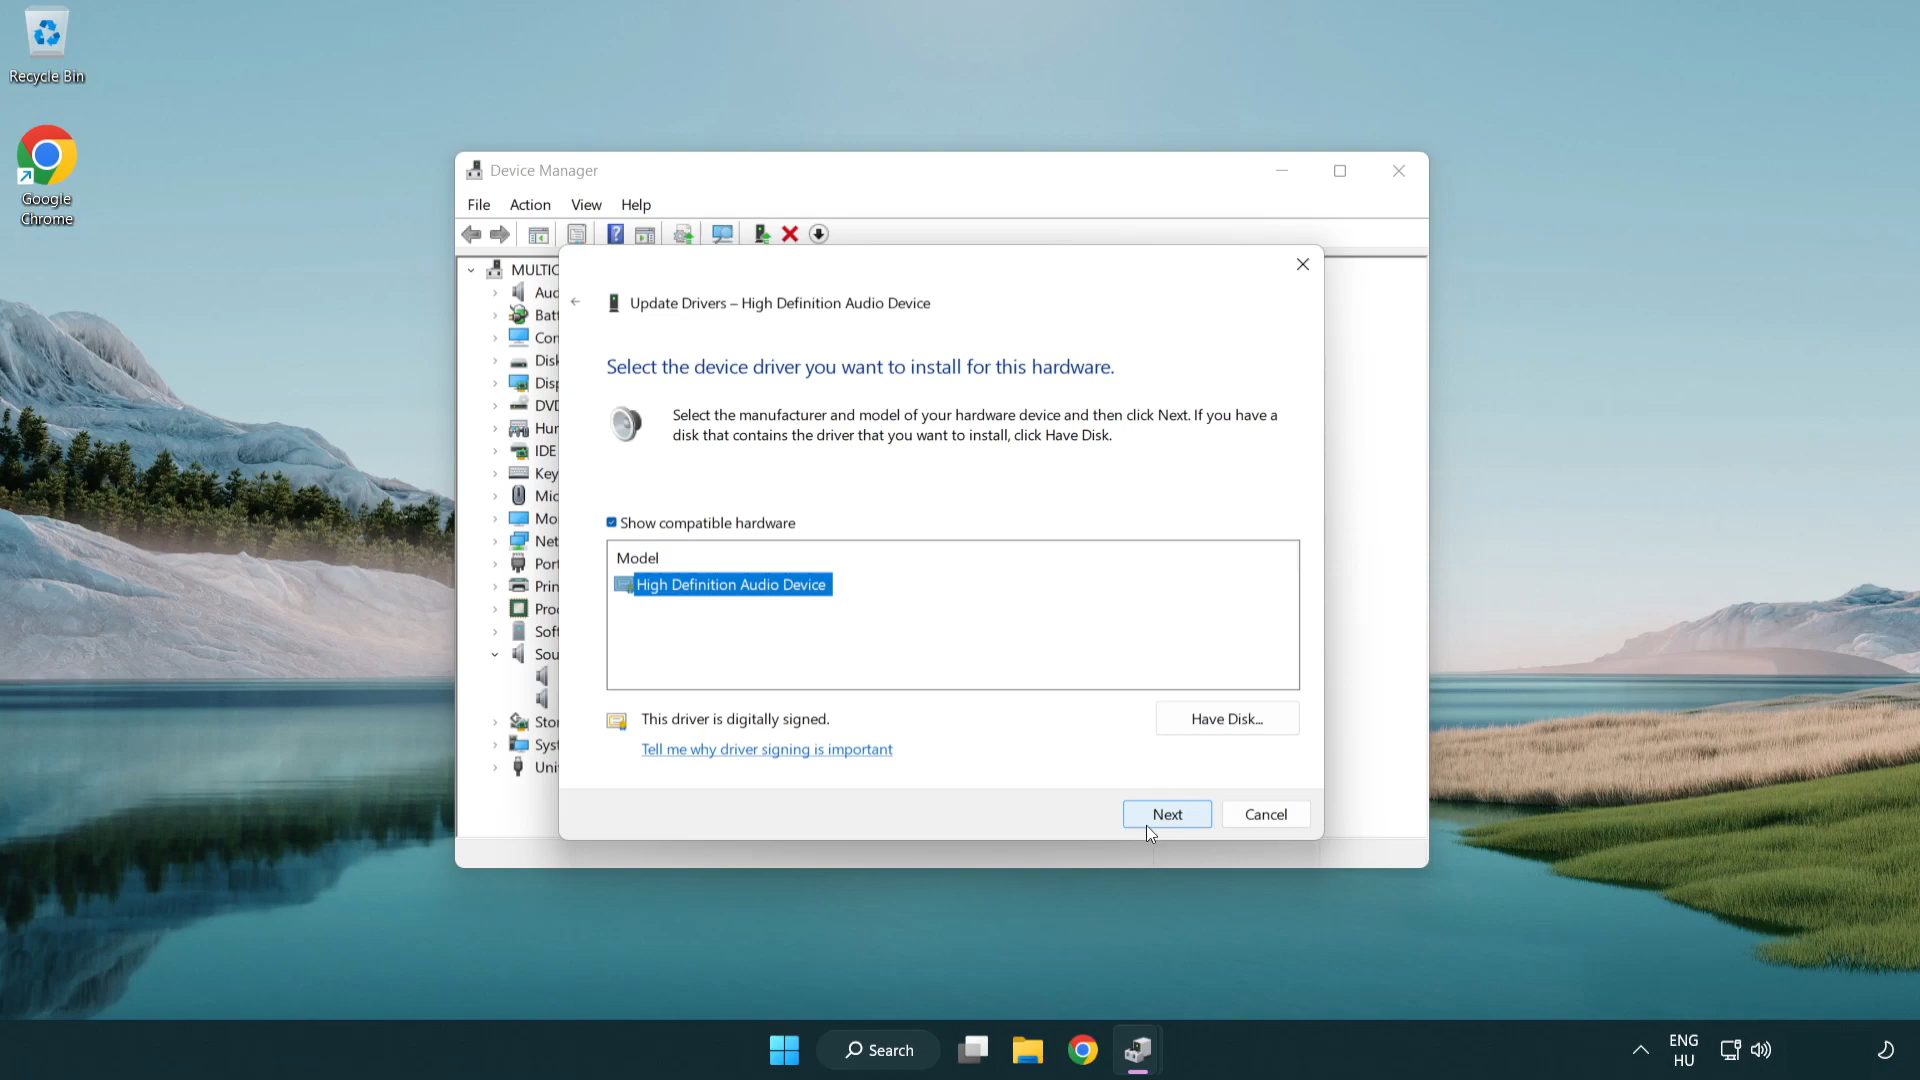 Recycle Bin
Google
Chrome
Device Manager
File Action View Help
Update Drivers – High Definition Audio Device
Select the device driver you want to install for this hardware.
Select the manufacturer and model of your hardware device and then click Next. If you have a
disk that contains the driver that you want to install, click Have Disk.
Show compatible hardware
Model
High Definition Audio Device
This driver is digitally signed.
Have Disk...
Tell me why driver signing is important
Next
Cancel
MULTIC
Aud
Batt
Con
Disk
Disp
DVD
Hun
IDE
Key
Mic
Mo
Net
Port
Prin
Proc
Soft
Sou
Stor
Syst
Uni
Search
ENG
HU